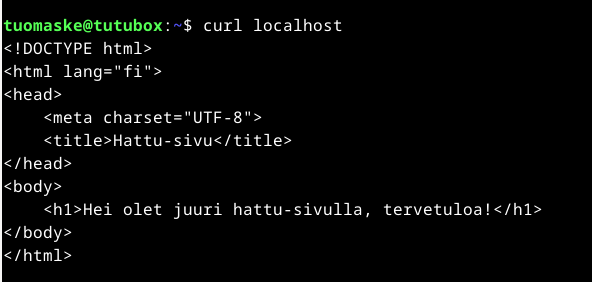 tuomaske@tutubox:~$ curl localhost
<!DOCTYPE html>
<html lang="fi">
<head>
    <meta charset="UTF-8">
    <title>Hattu-sivu</title>
</head>
<body>
    <h1>Hei olet juuri hattu-sivulla, tervetuloa!</h1>
</body>
</html>